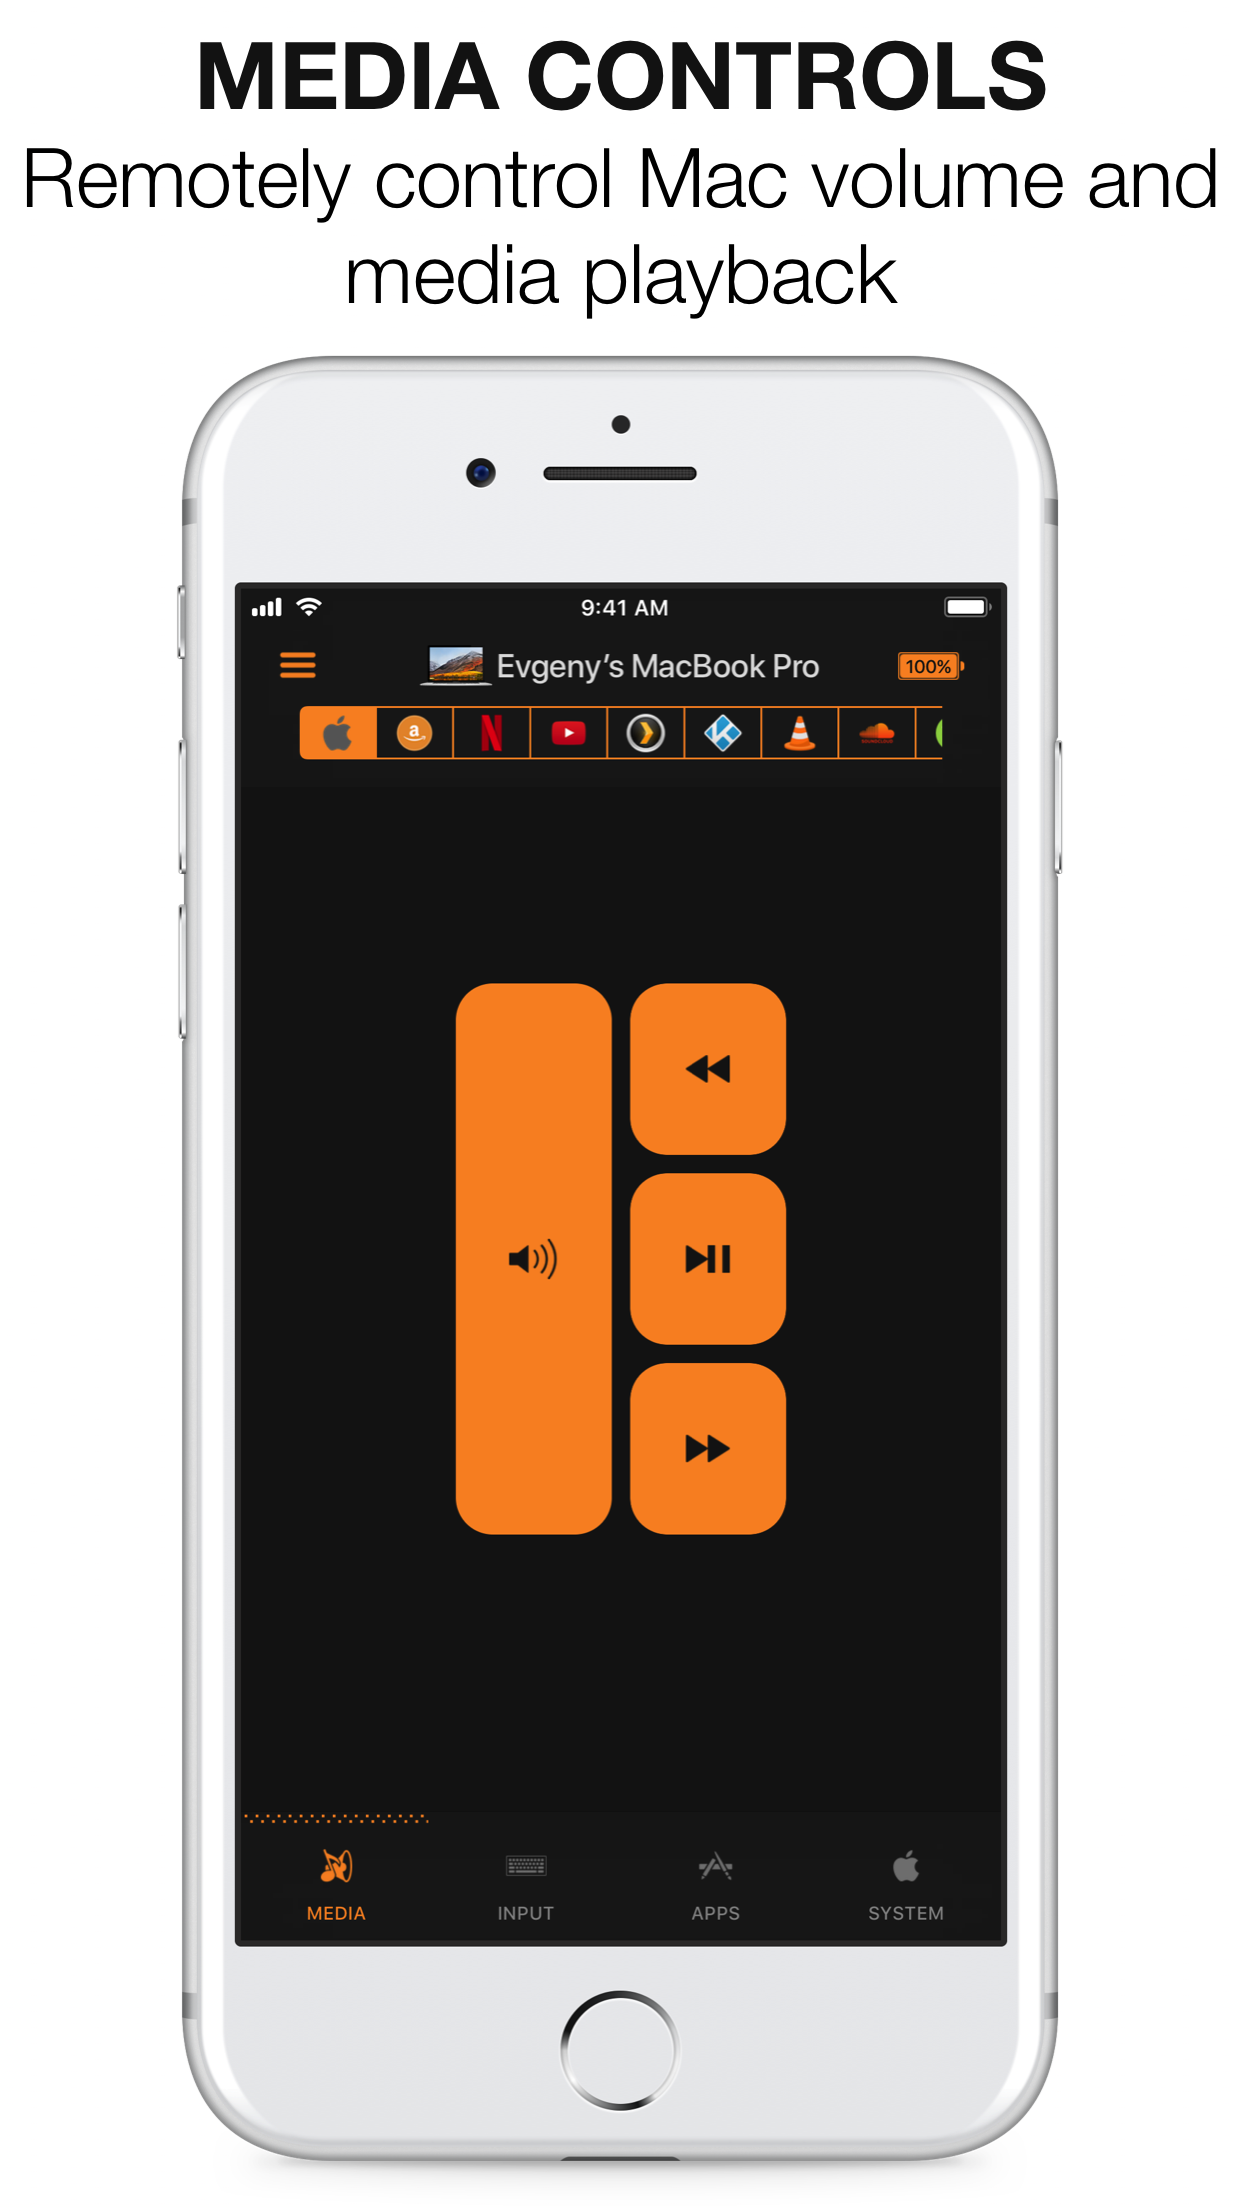 MEDIA CONTROLS
Remotely control Mac volume and
media playback
9:41 AM
Evgeny’s MacBook Pro
100%
MEDIA
INPUT
APPS
SYSTEM